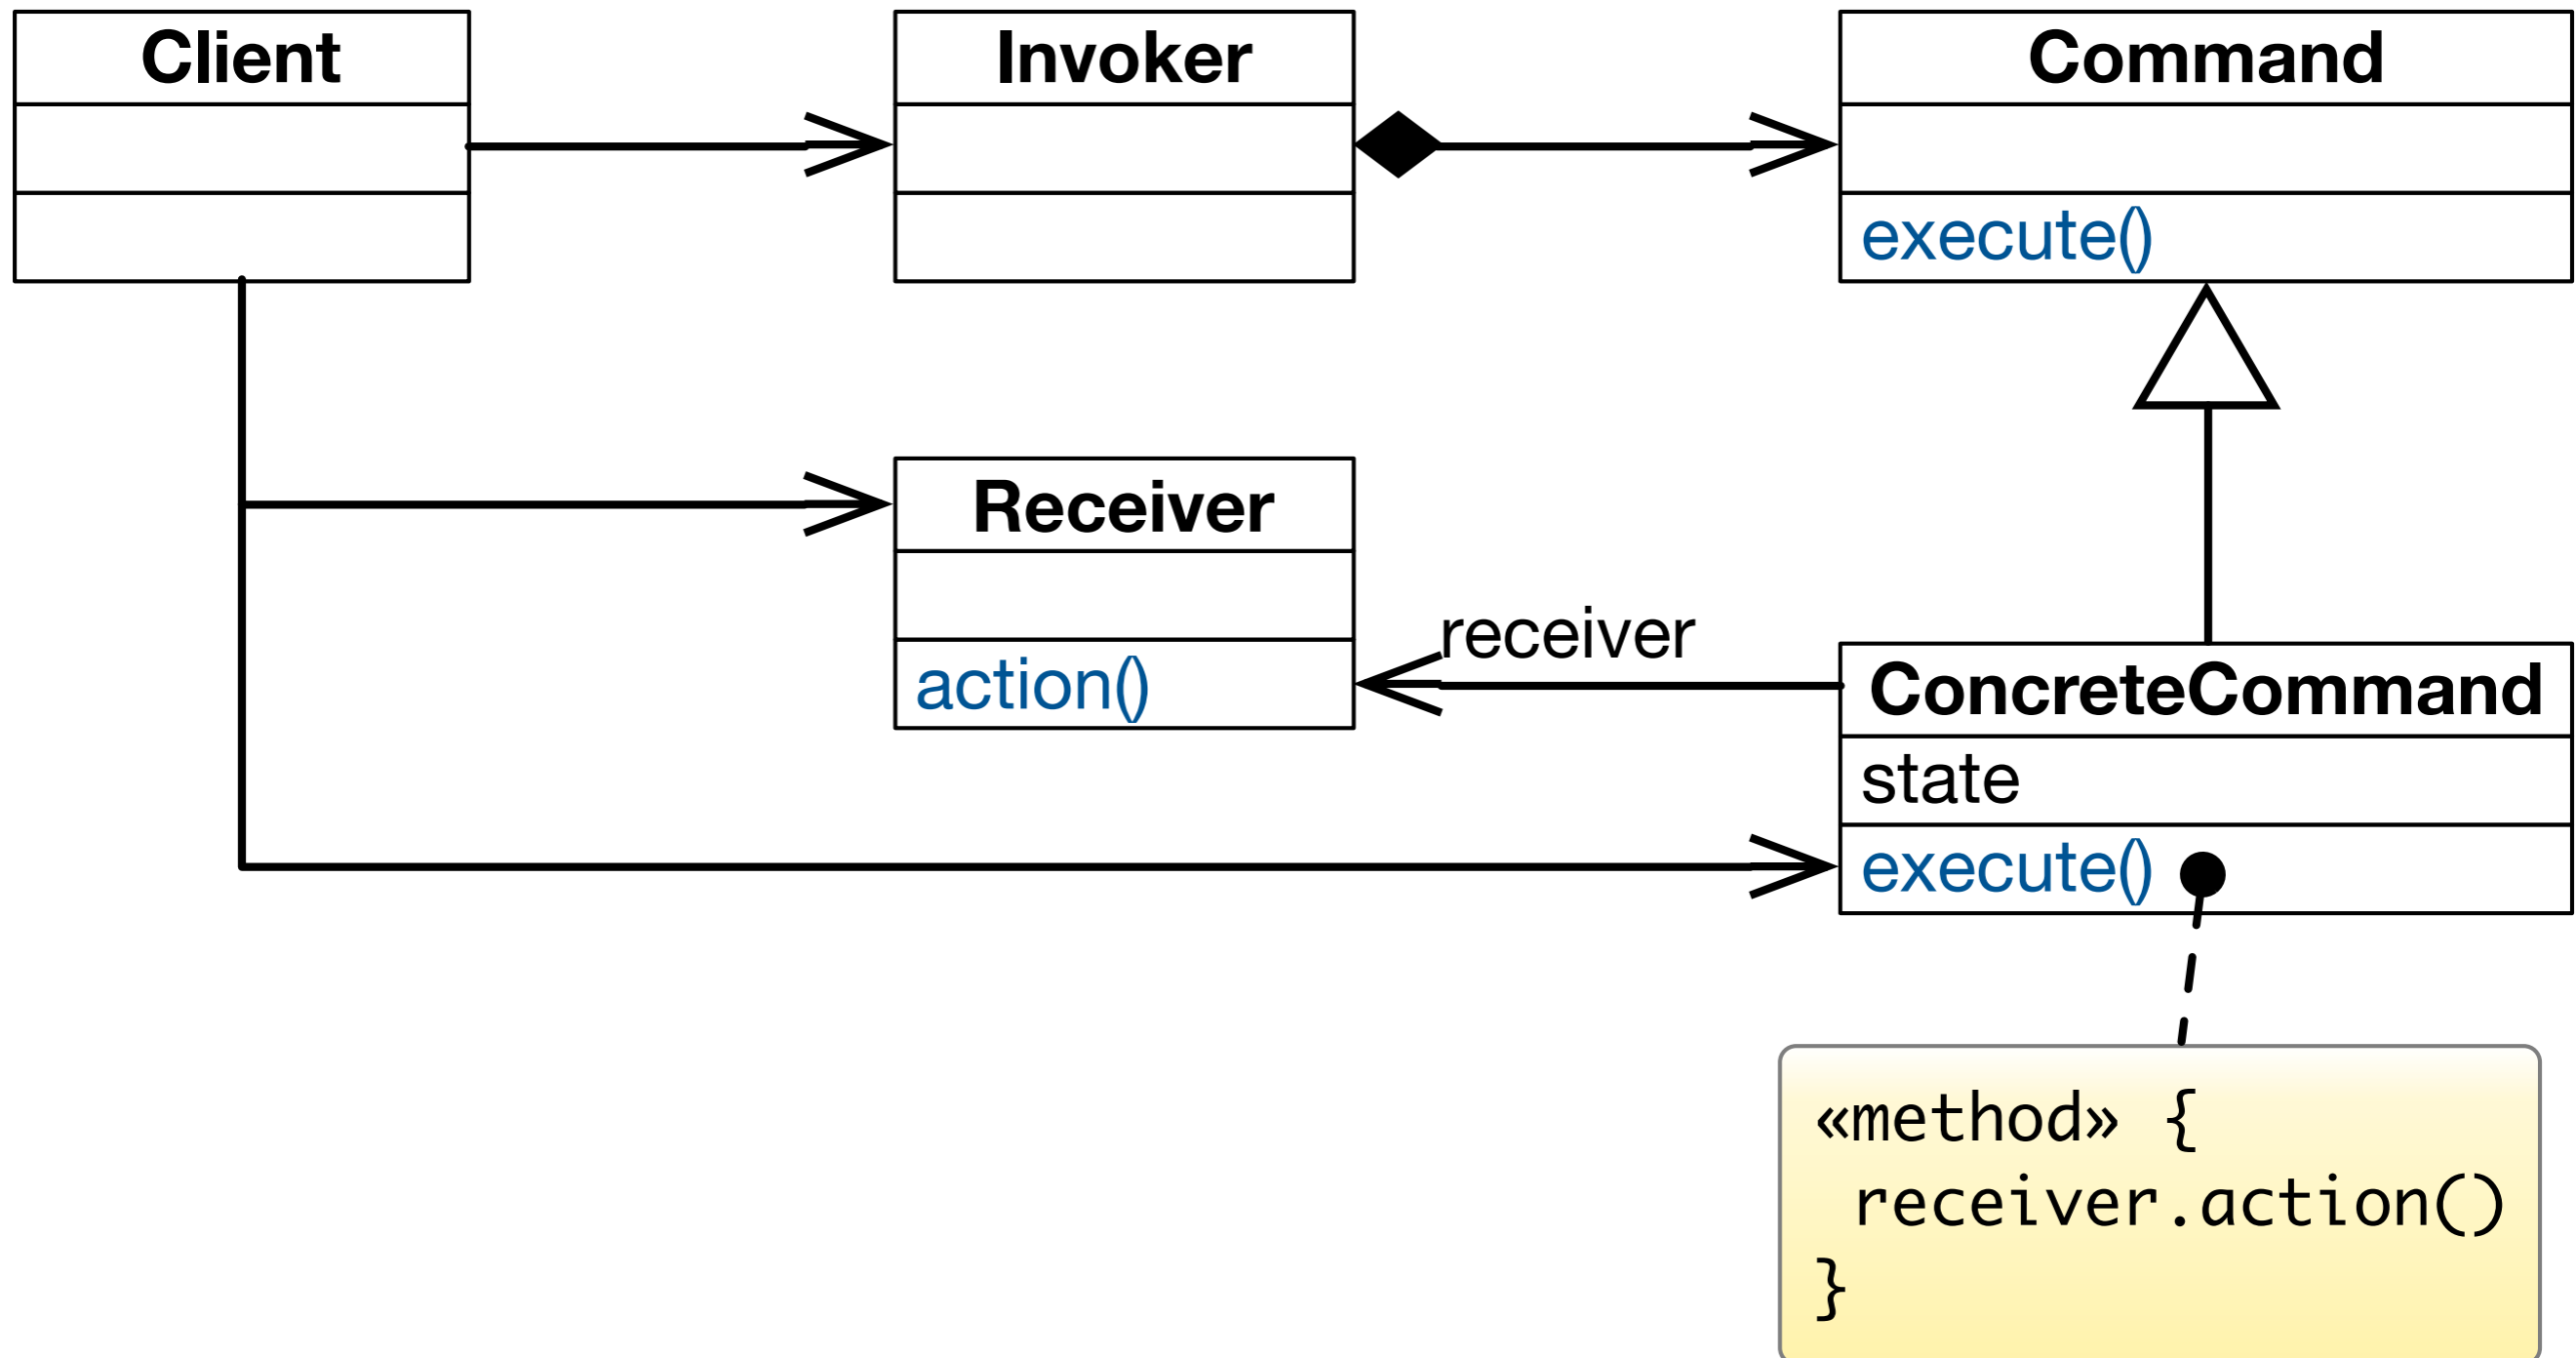 Client
Invoker
Command
execute()
Receiver
action()
receiver
ConcreteCommand
state
execute()
«method» {
receiver.action()
}